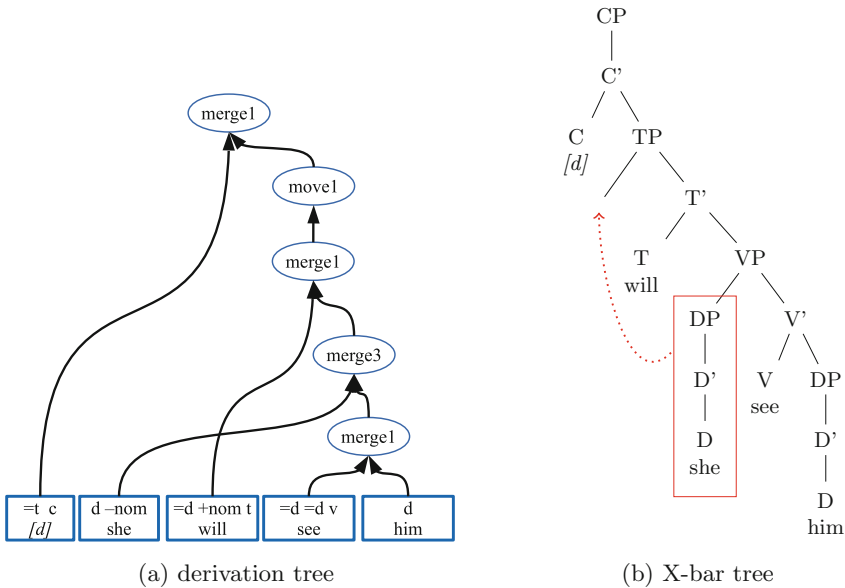 merge1
move1
merge1
merge3
merge1
=t c
[d]
d –nom
she
=d +nom t
will
=d =d v
see
d
him
(a) derivation tree
CP
C'
C TP
[d]
T'
T VP
will
DP V'
D' V DP
see
D D'
she
D
him
(b) X-bar tree